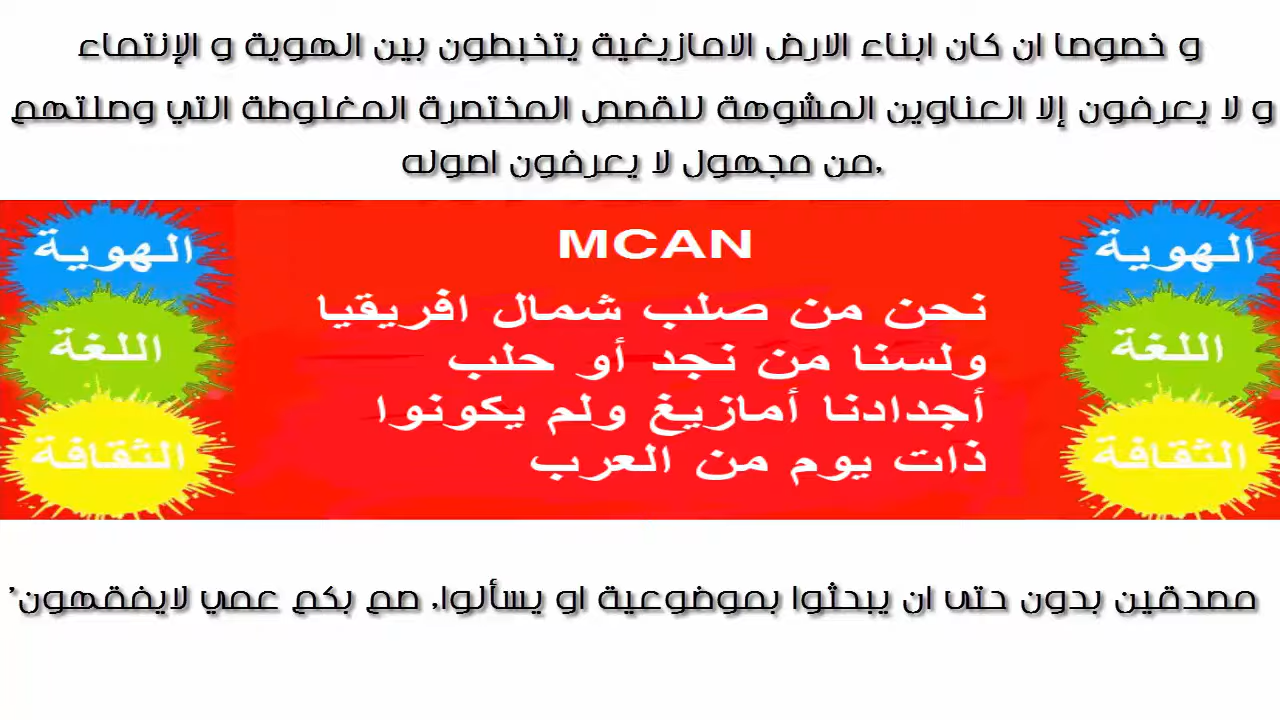 و خصوصا ان كان ابناء الارض الامازيغية يتخبطون بين الهوية و الإنتماء
و لا يعرفون إلا العناوين المشوهة للقصص المختصرة المغلوطة التي وصلتهم
من مجهول لا يعرفون اصوله,
الهوية
اللغة
الثقافة
MCAN
نحن من صلب شمال افريقيا
ولسنا من نجد أو حلب
أجدادنا أمازيغ ولم يكونوا
ذات يوم من العرب
الهوية
اللغة
الثقافة
مصدقين بدون حتى ان يبحثوا بموضوعية او يسألوا, صم بكم عمي لايفقهون'